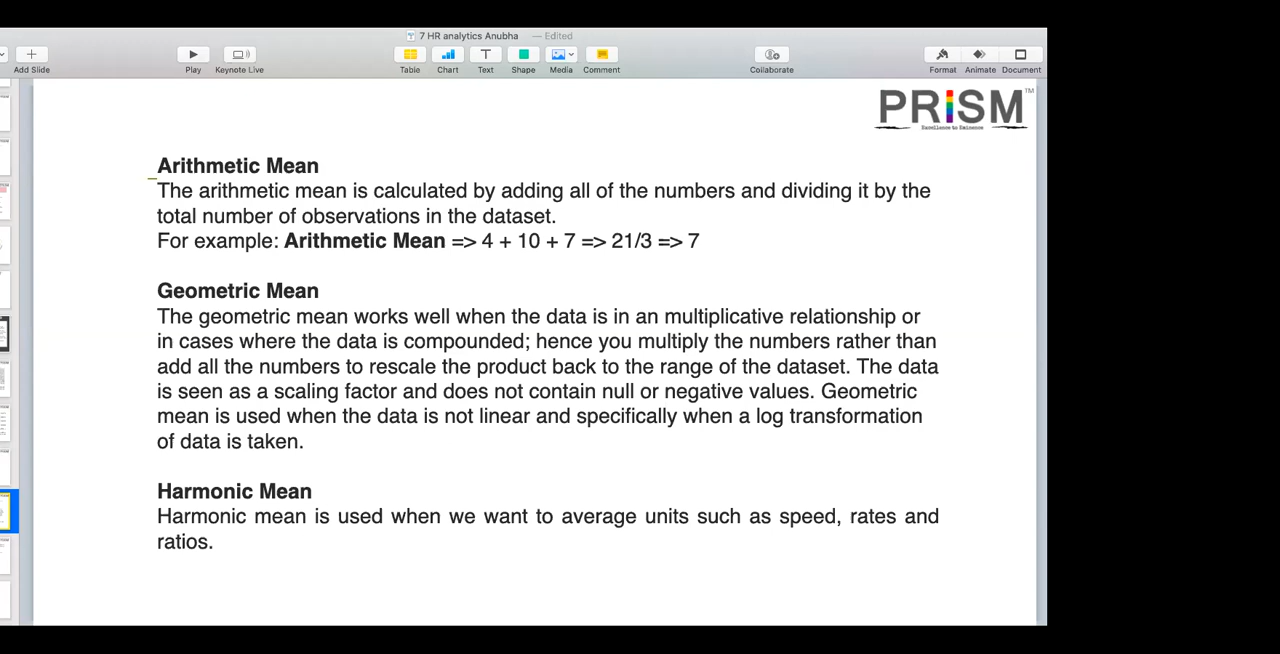 7 HR analytics Anubha — Edited
Add Slide
Play
Keynote Live
Table
Chart
Text
Shape
Media
Comment
Collaborate
Format
Animate
Document
PRiSM TM
Excellence to Eminence
Arithmetic Mean
The arithmetic mean is calculated by adding all of the numbers and dividing it by the
total number of observations in the dataset.
For example: Arithmetic Mean => 4 + 10 + 7 => 21/3 => 7
Geometric Mean
The geometric mean works well when the data is in an multiplicative relationship or
in cases where the data is compounded; hence you multiply the numbers rather than
add all the numbers to rescale the product back to the range of the dataset. The data
is seen as a scaling factor and does not contain null or negative values. Geometric
mean is used when the data is not linear and specifically when a log transformation
of data is taken.
Harmonic Mean
Harmonic mean is used when we want to average units such as speed, rates and
ratios.